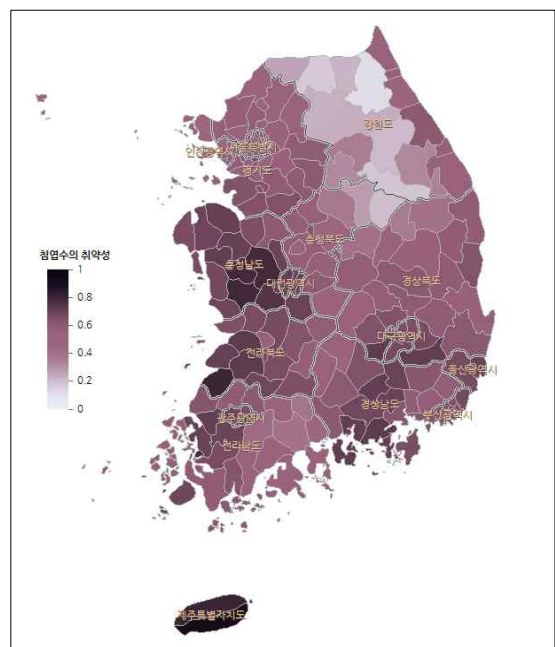 강원도
인천광역시
서울특별시
경기도
충청북도
첨엽수의 취약성
1
0.8
0.6
0.4
0.2
0
충청남도
대전광역시
경상북도
전라북도
대구광역시
울산광역시
경상남도
부산광역시
광주광역시
전라남도
제주특별자치도